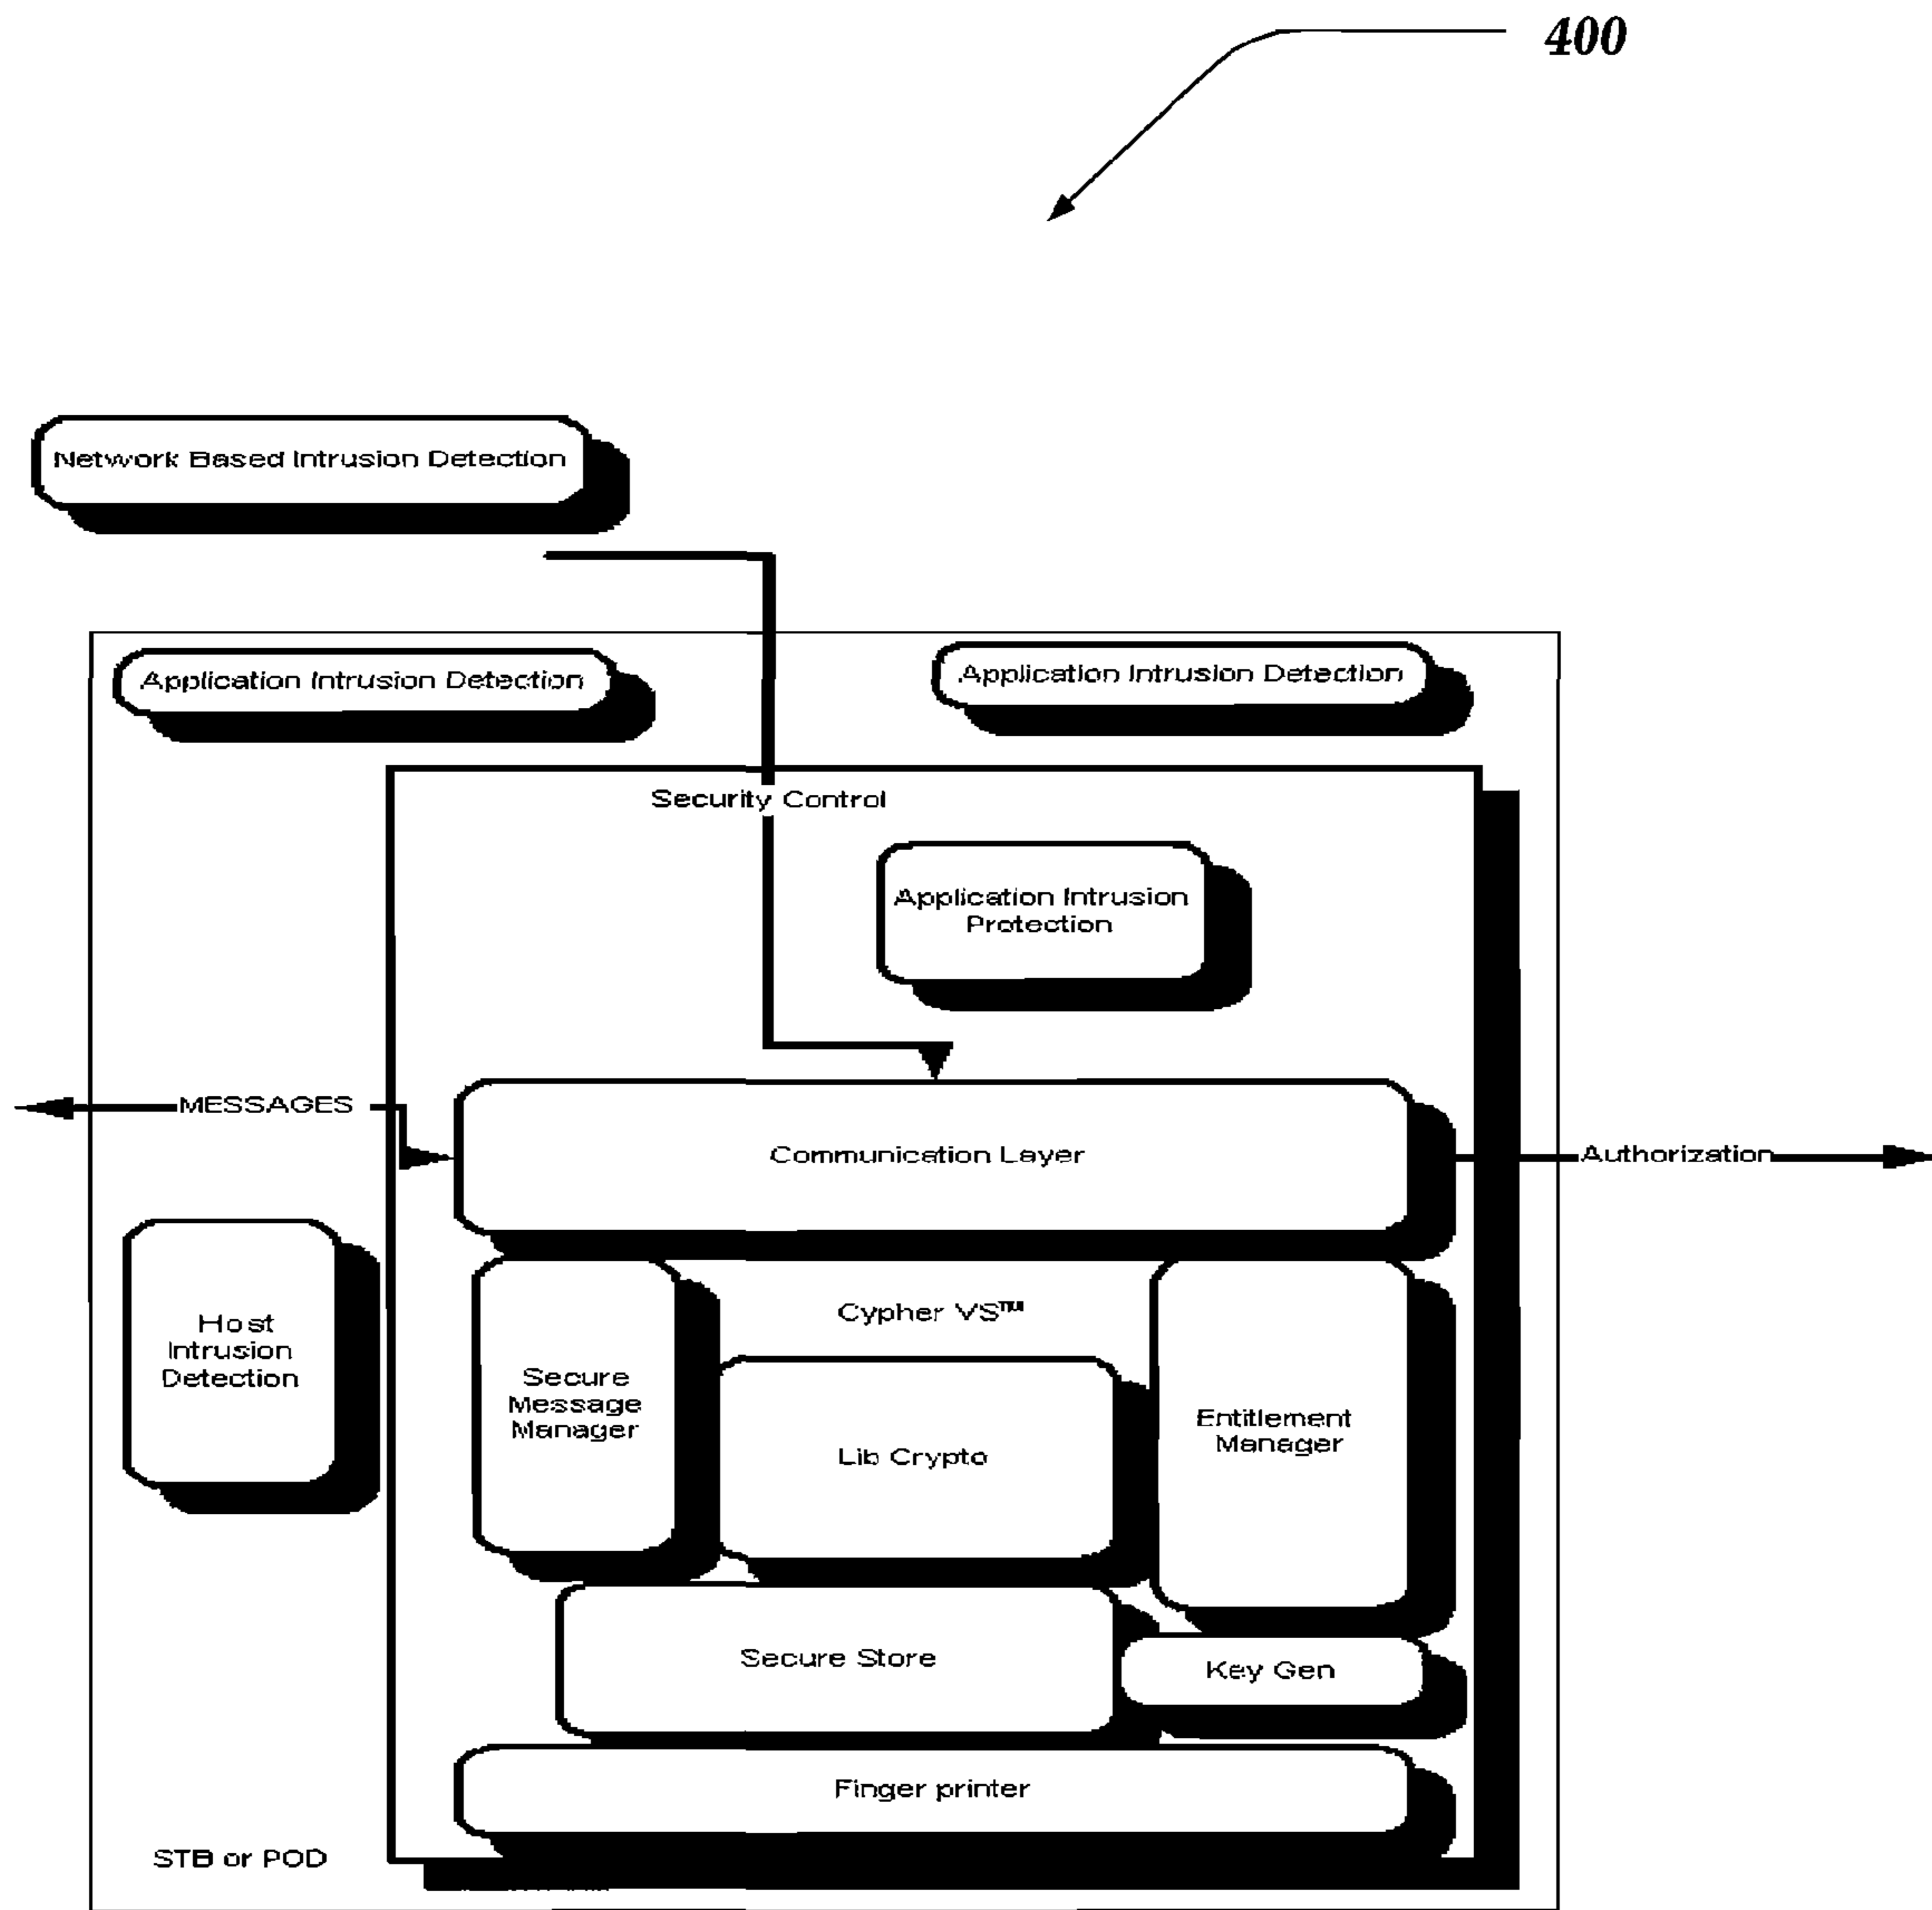 400
Network Based Intrusion Detection
Application Intrusion Detection
Application Intrusion Detection
Security Control
Application Intrusion
Protection
MESSAGES
Communication Layer
Authorization
Host
Intrusion
Detection
Cypher VS™
Secure
Message
Manager
Lib Crypto
Entitlement
Manager
Secure Store
Key Gen
Finger printer
STB or POD